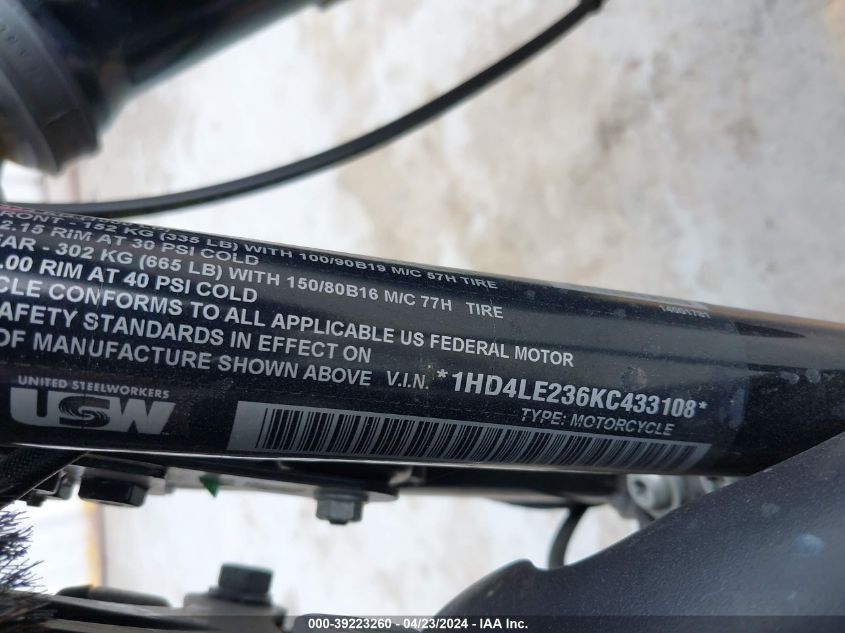 FRONT - 152 KG (335 LB) WITH 100/90B19 M/C 57H TIRE
2.15 RIM AT 30 PSI COLD
EAR - 302 KG (665 LB) WITH 150/80B16 M/C 77H TIRE
.00 RIM AT 40 PSI COLD
CLE CONFORMS TO ALL APPLICABLE US FEDERAL MOTOR
AFETY STANDARDS IN EFFECT ON
OF MANUFACTURE SHOWN ABOVE V.I.N. *1HD4LE236KC433108*
TYPE: MOTORCYCLE
UNITED STEELWORKERS
USW
14001781
000-39223260 - 04/23/2024 - IAA Inc.